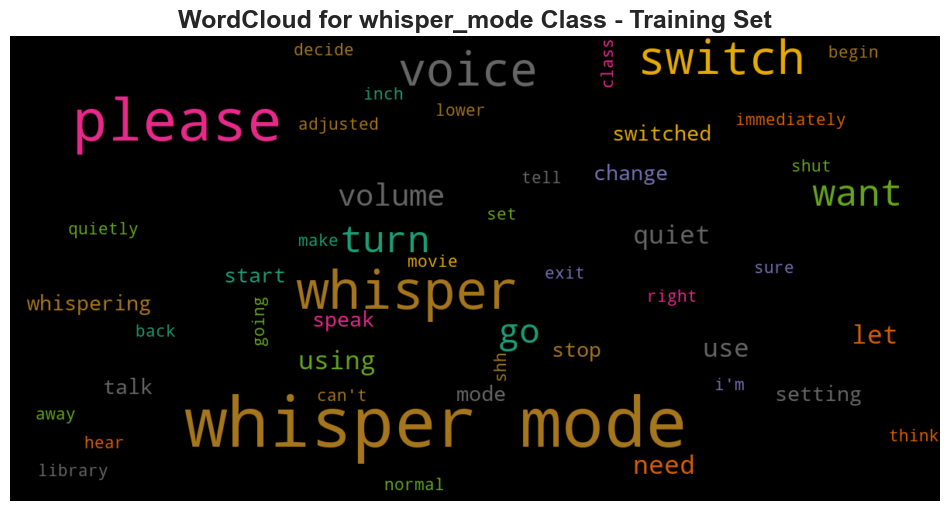 WordCloud for whisper_mode Class - Training Set
decide
voice
class
switch
begin
inch
please
adjusted
lower
switched
immediately
tell
change
shut
volume
want
set
quietly
make
turn
quiet
movie
start
whisper
exit
sure
whispering
going
speak
right
back
go
using
shh
stop
use
let
talk
can't
mode
i'm
setting
away
whisper mode
hear
think
library
need
normal